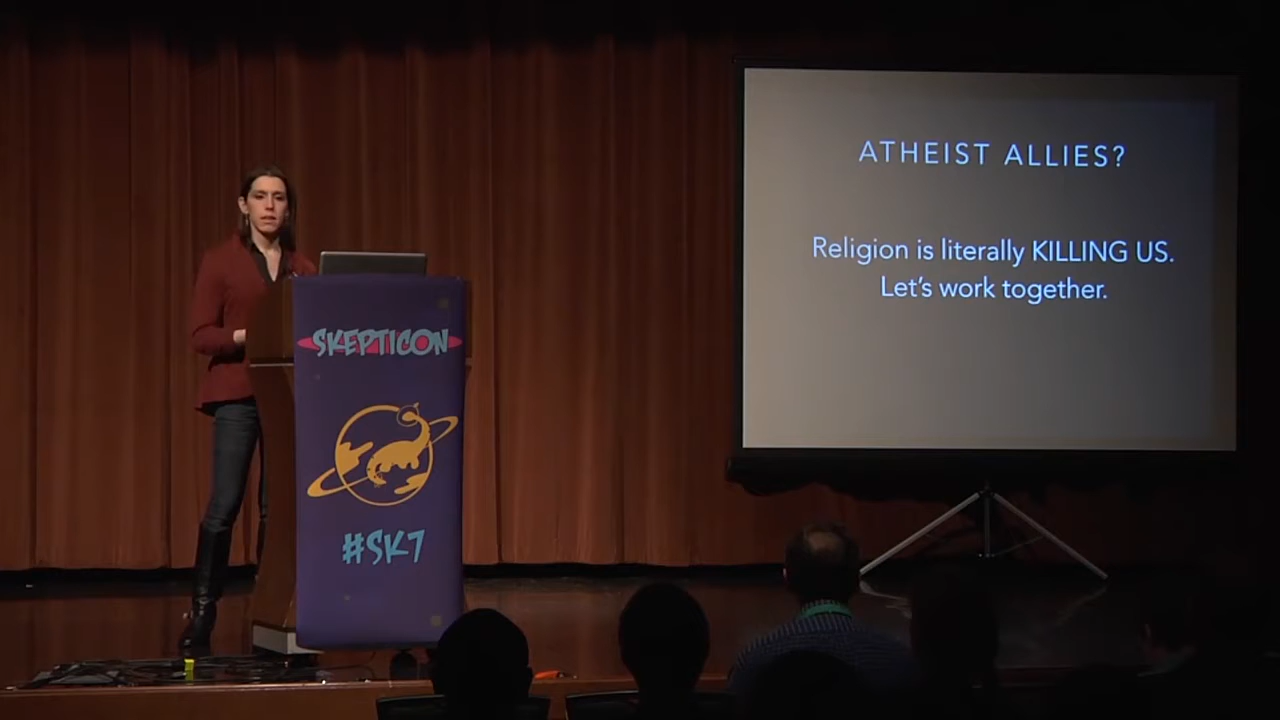 SKEPTICON
#SK7
ATHEIST ALLIES?
Religion is literally KILLING US.
Let's work together.